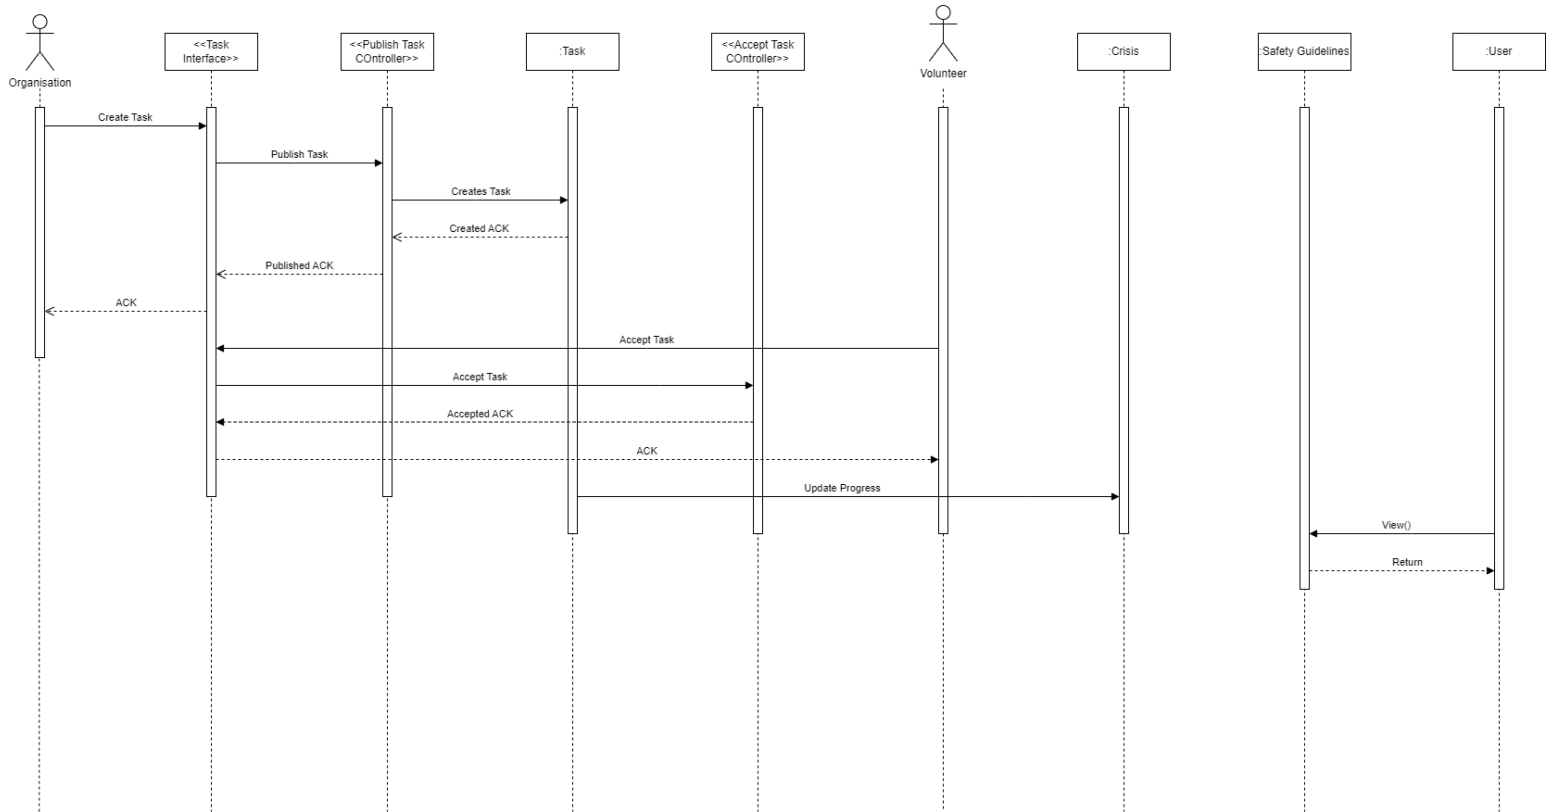 Organisation
<<Task
Interface>>
<<Publish Task
COntroller>>
:Task
<<Accept Task
COntroller>>
Volunteer
:Crisis
:Safety Guidelines
:User
Create Task
Publish Task
Creates Task
Created ACK
Published ACK
ACK
Accept Task
Accept Task
Accepted ACK
ACK
Update Progress
View()
Return